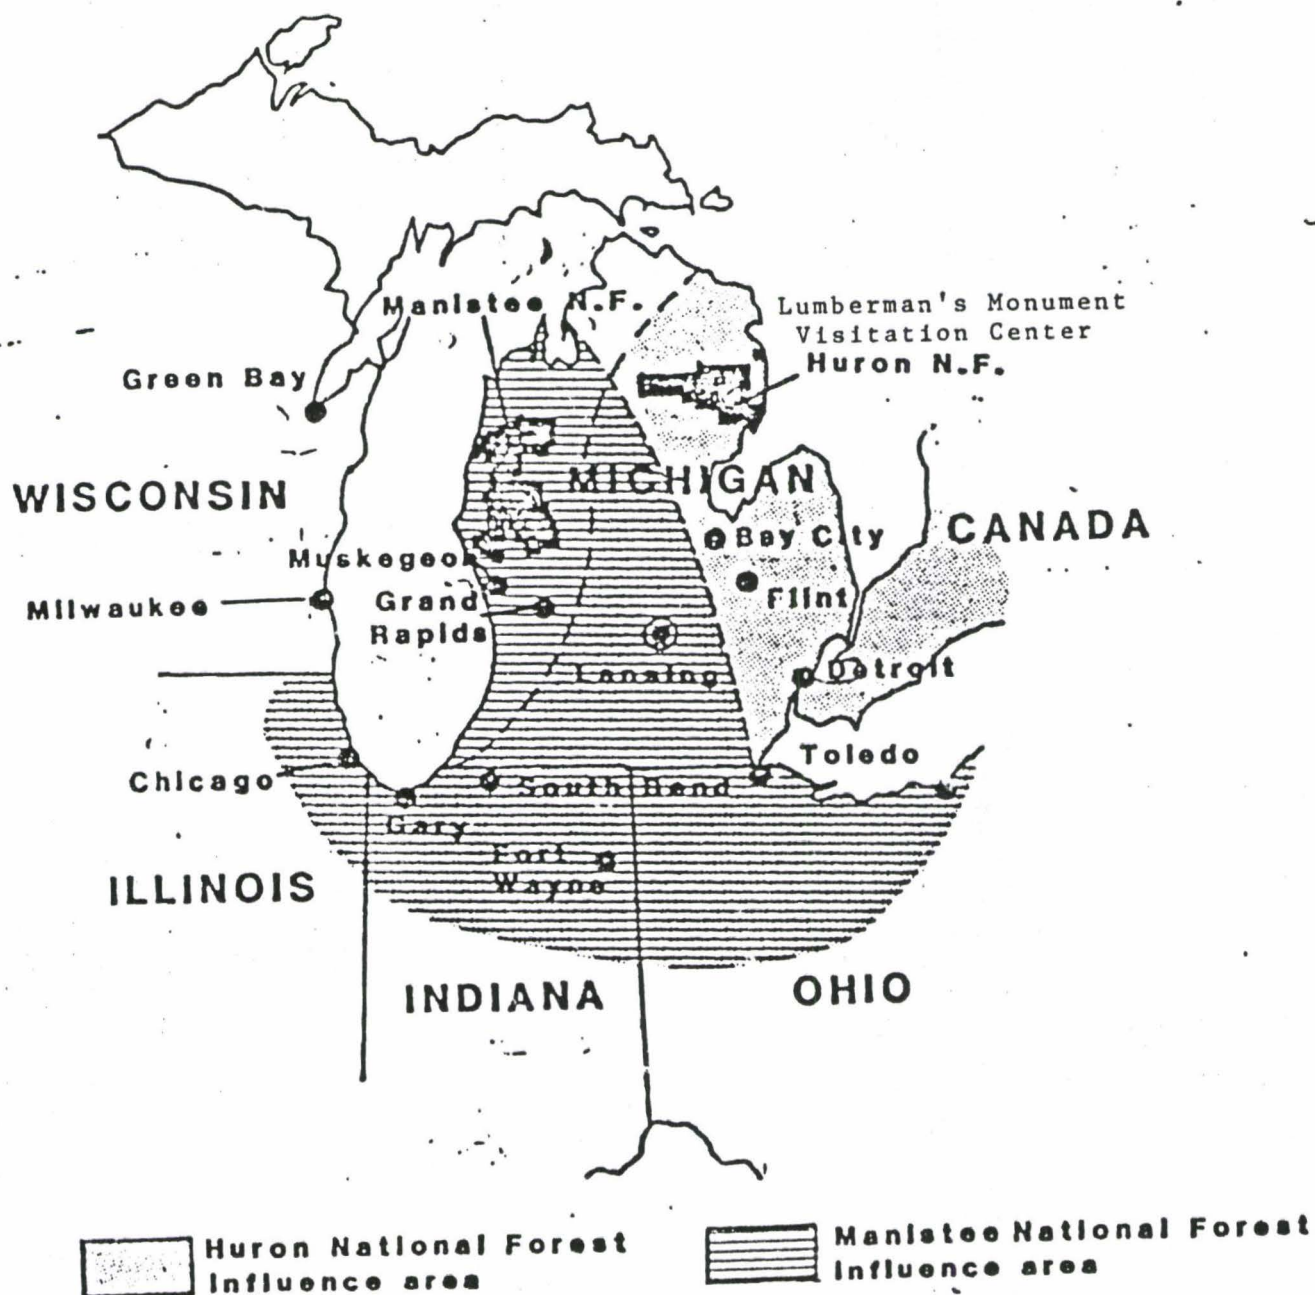 Manistee N.F.
Lumberman's Monument
Visitation Center
Huron N.F.
Green Bay
WISCONSIN
MICHIGAN
CANADA
Bay City
Muskegon
Flint
Milwaukee
Grand
Rapids
Lansing
Detroit
Toledo
Chicago
South Bend
Gary
Fort
Wayne
ILLINOIS
INDIANA
OHIO
Huron National Forest
Influence area
Manistee National Forest
Influence area